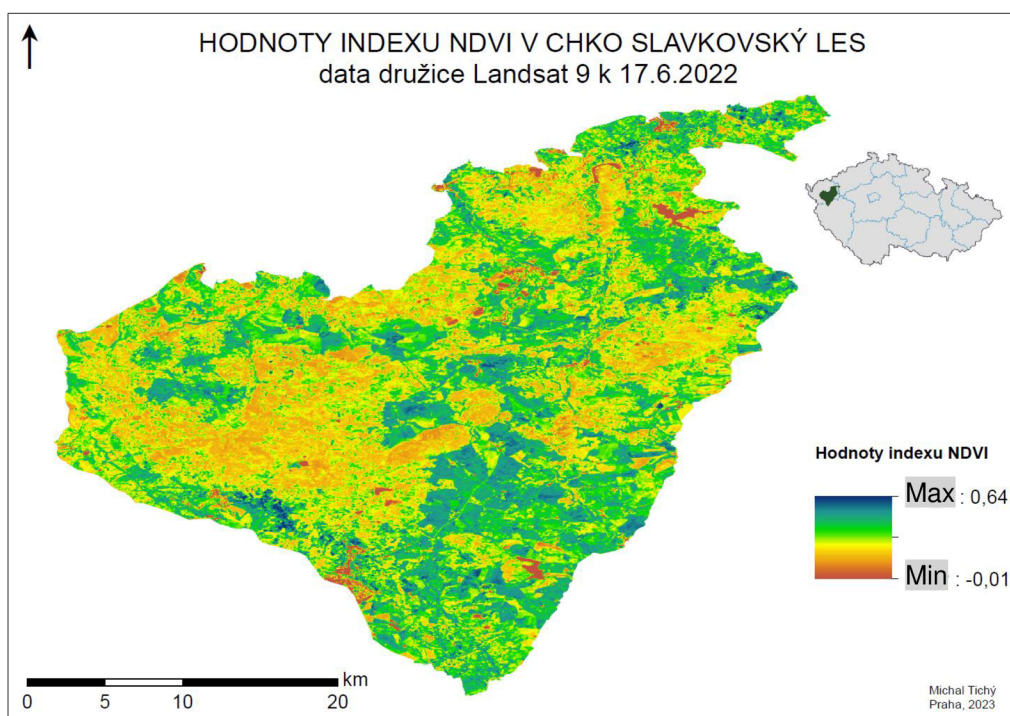 HODNOTY INDEXU NDVI V CHKO SLAVKOVSKÝ LES
data družice Landsat 9 k 17.6.2022
Hodnoty indexu NDVI
Max : 0,64
Min : -0,01
km
0 5 10 20
Michal Tichý
Praha, 2023